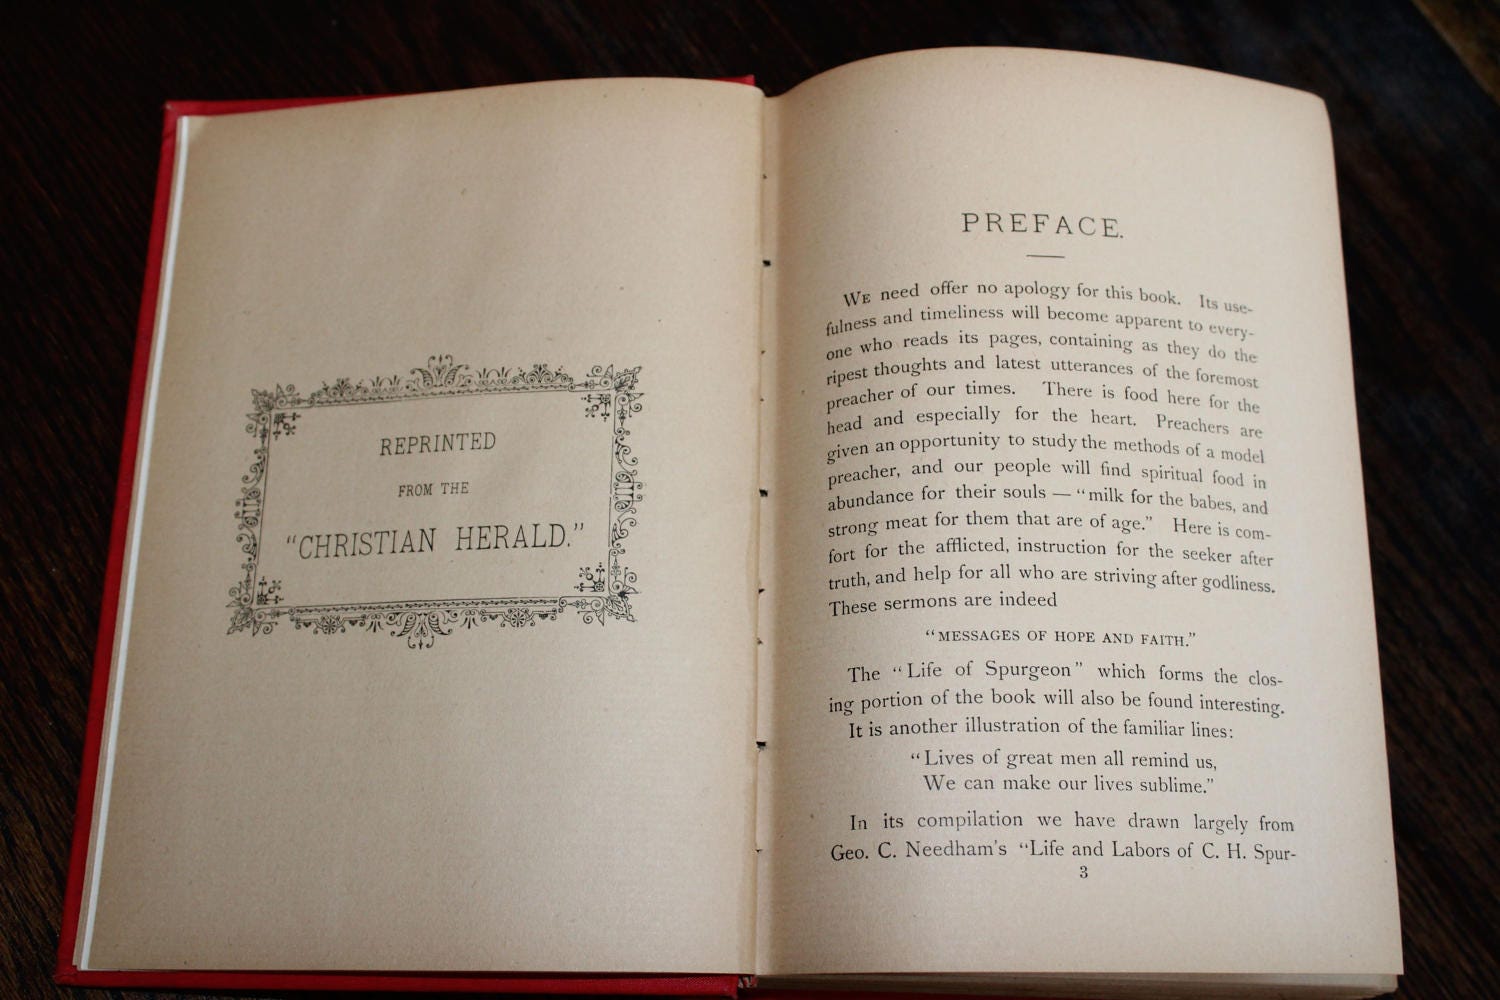 REPRINTED
FROM THE
"CHRISTIAN HERALD."
PREFACE.
WE need offer no apology for this book. Its use-
fulness and timeliness will become apparent to every-
one who reads its pages, containing as they do the
ripest thoughts and latest utterances of the foremost
preacher of our times. There is food here for the
head and especially for the heart. Preachers are
given an opportunity to study the methods of a model
preacher, and our people will find spiritual food in
abundance for their souls — "milk for the babes, and
strong meat for them that are of age." Here is com-
fort for the afflicted, instruction for the seeker after
truth, and help for all who are striving after godliness.
These sermons are indeed
"MESSAGES OF HOPE AND FAITH."
The "Life of Spurgeon" which forms the clos-
ing portion of the book will also be found interesting.
It is another illustration of the familiar lines:
"Lives of great men all remind us,
We can make our lives sublime."
In its compilation we have drawn largely from
Geo. C. Needham's "Life and Labors of C. H. Spur-
3